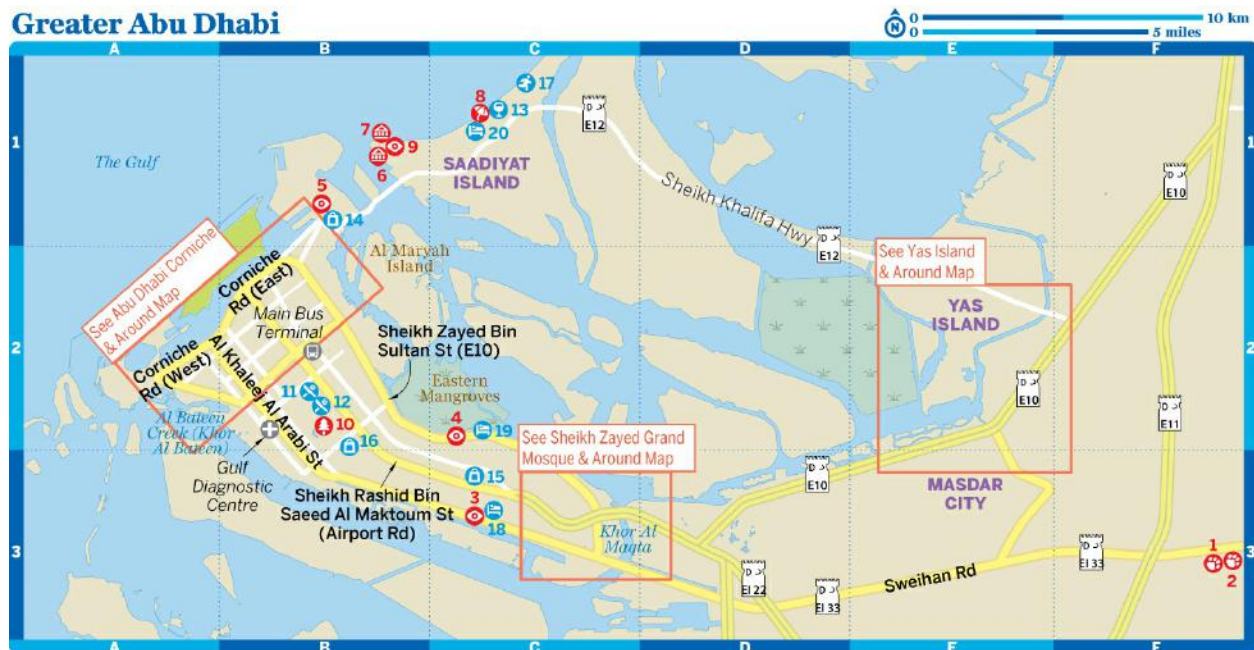 Greater Abu Dhabi
N
0 10 km
0 5 miles
A B C D E F
1
2
3
The Gulf
17
8
13
20
7
9
6
5
14
SAADIYAT
ISLAND
E12
Sheikh Khalifa Hwy
E12
E10
1
See Abu Dhabi Corniche
& Around Map
Corniche
Rd (East)
Al Maryah
Island
See Yas Island
& Around Map
YAS
ISLAND
Main Bus
Terminal
Sheikh Zayed Bin
Sultan St (E10)
Corniche
Rd (West)
Al Khaleej Al Arabi St
11
12
10
16
Eastern
Mangroves
4
19
E10
E11
2
Al Bateen
Creek (Khor
Al Bateen)
Gulf
Diagnostic
Centre
See Sheikh Zayed Grand
Mosque & Around Map
E10
MASDAR
CITY
Sheikh Rashid Bin
Saeed Al Maktoum St
(Airport Rd)
15
3
18
Khor Al
Maqta
E122
E133
Sweihan Rd
E133
1
2
3
A B C D E F